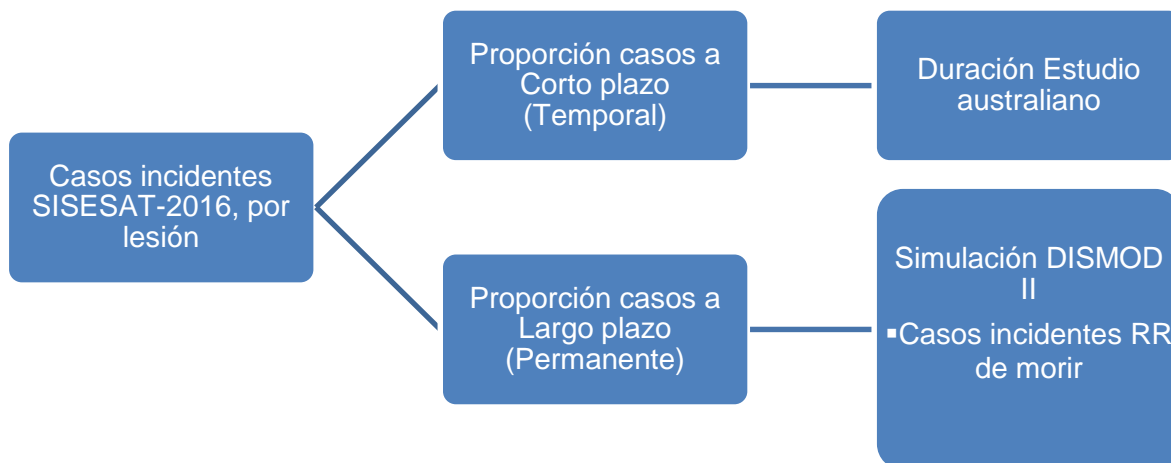 Casos incidentes
SISESAT-2016, por
lesión
Proporción casos a
Corto plazo
(Temporal)
Duración Estudio
australiano
Proporción casos a
Largo plazo
(Permanente)
Simulación DISMOD
II
▪Casos incidentes RR
de morir